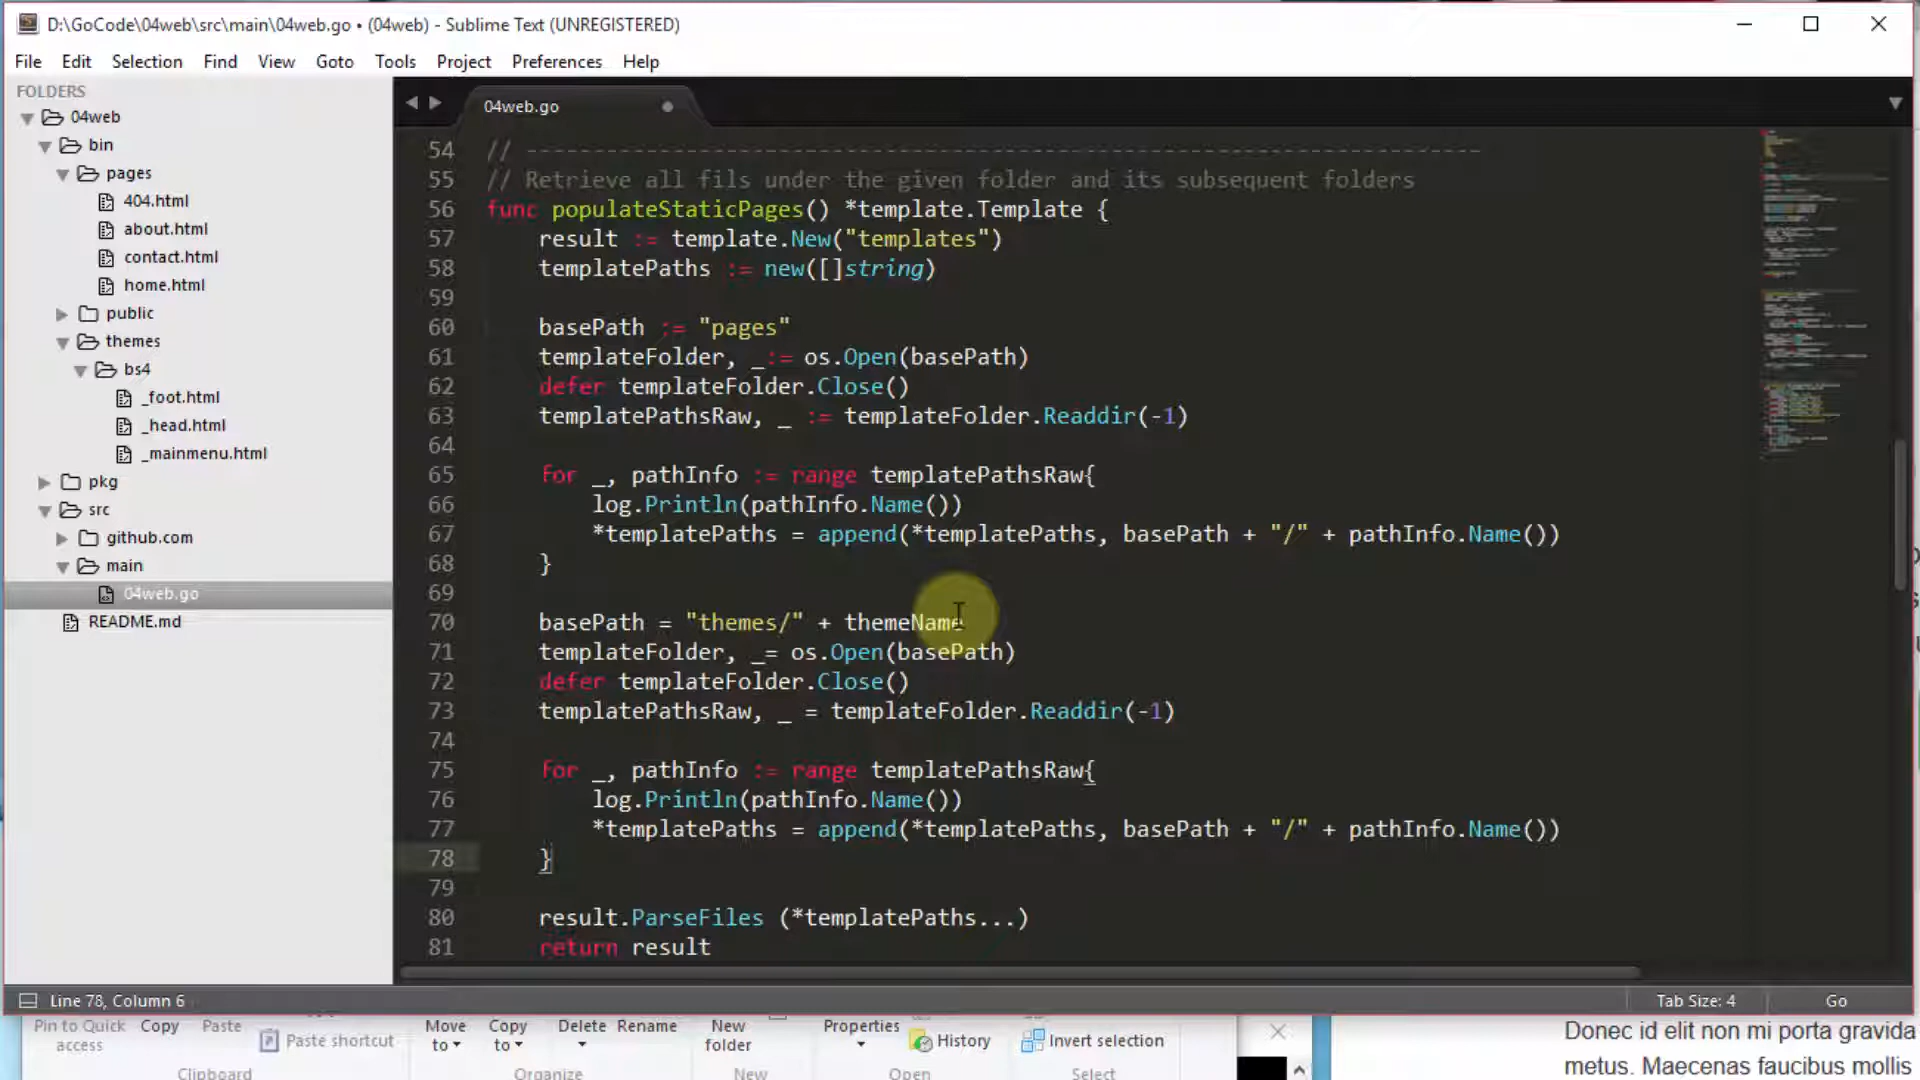 D:\GoCode\04web\src\main\04web.go • (04web) - Sublime Text (UNREGISTERED)
File Edit Selection Find View Goto Tools Project Preferences Help
FOLDERS
04web
bin
pages
404.html
about.html
contact.html
home.html
public
themes
bs4
_foot.html
_head.html
_mainmenu.html
pkg
src
github.com
main
04web.go
README.md
04web.go
54 // ------------------------------------------------------------------------
55 // Retrieve all fils under the given folder and its subsequent folders
56 func populateStaticPages() *template.Template {
57 result := template.New("templates")
58 templatePaths := new([]string)
59
60 basePath := "pages"
61 templateFolder, _:= os.Open(basePath)
62 defer templateFolder.Close()
63 templatePathsRaw, _ := templateFolder.Readdir(-1)
64
65 for _, pathInfo := range templatePathsRaw{
66 log.Println(pathInfo.Name())
67 *templatePaths = append(*templatePaths, basePath + "/" + pathInfo.Name())
68 }
69
70 basePath = "themes/" + themeName
71 templateFolder, _= os.Open(basePath)
72 defer templateFolder.Close()
73 templatePathsRaw, _ = templateFolder.Readdir(-1)
74
75 for _, pathInfo := range templatePathsRaw{
76 log.Println(pathInfo.Name())
77 *templatePaths = append(*templatePaths, basePath + "/" + pathInfo.Name())
78 }
79
80 result.ParseFiles (*templatePaths...)
81 return result
Line 78, Column 6 Tab Size: 4 Go
Pin to Quick access Copy Paste Paste shortcut Move to Copy to Delete Rename New folder Properties History Invert selection
Clipboard Organize New Open Select
Donec id elit non mi porta gravida
metus. Maecenas faucibus mollis